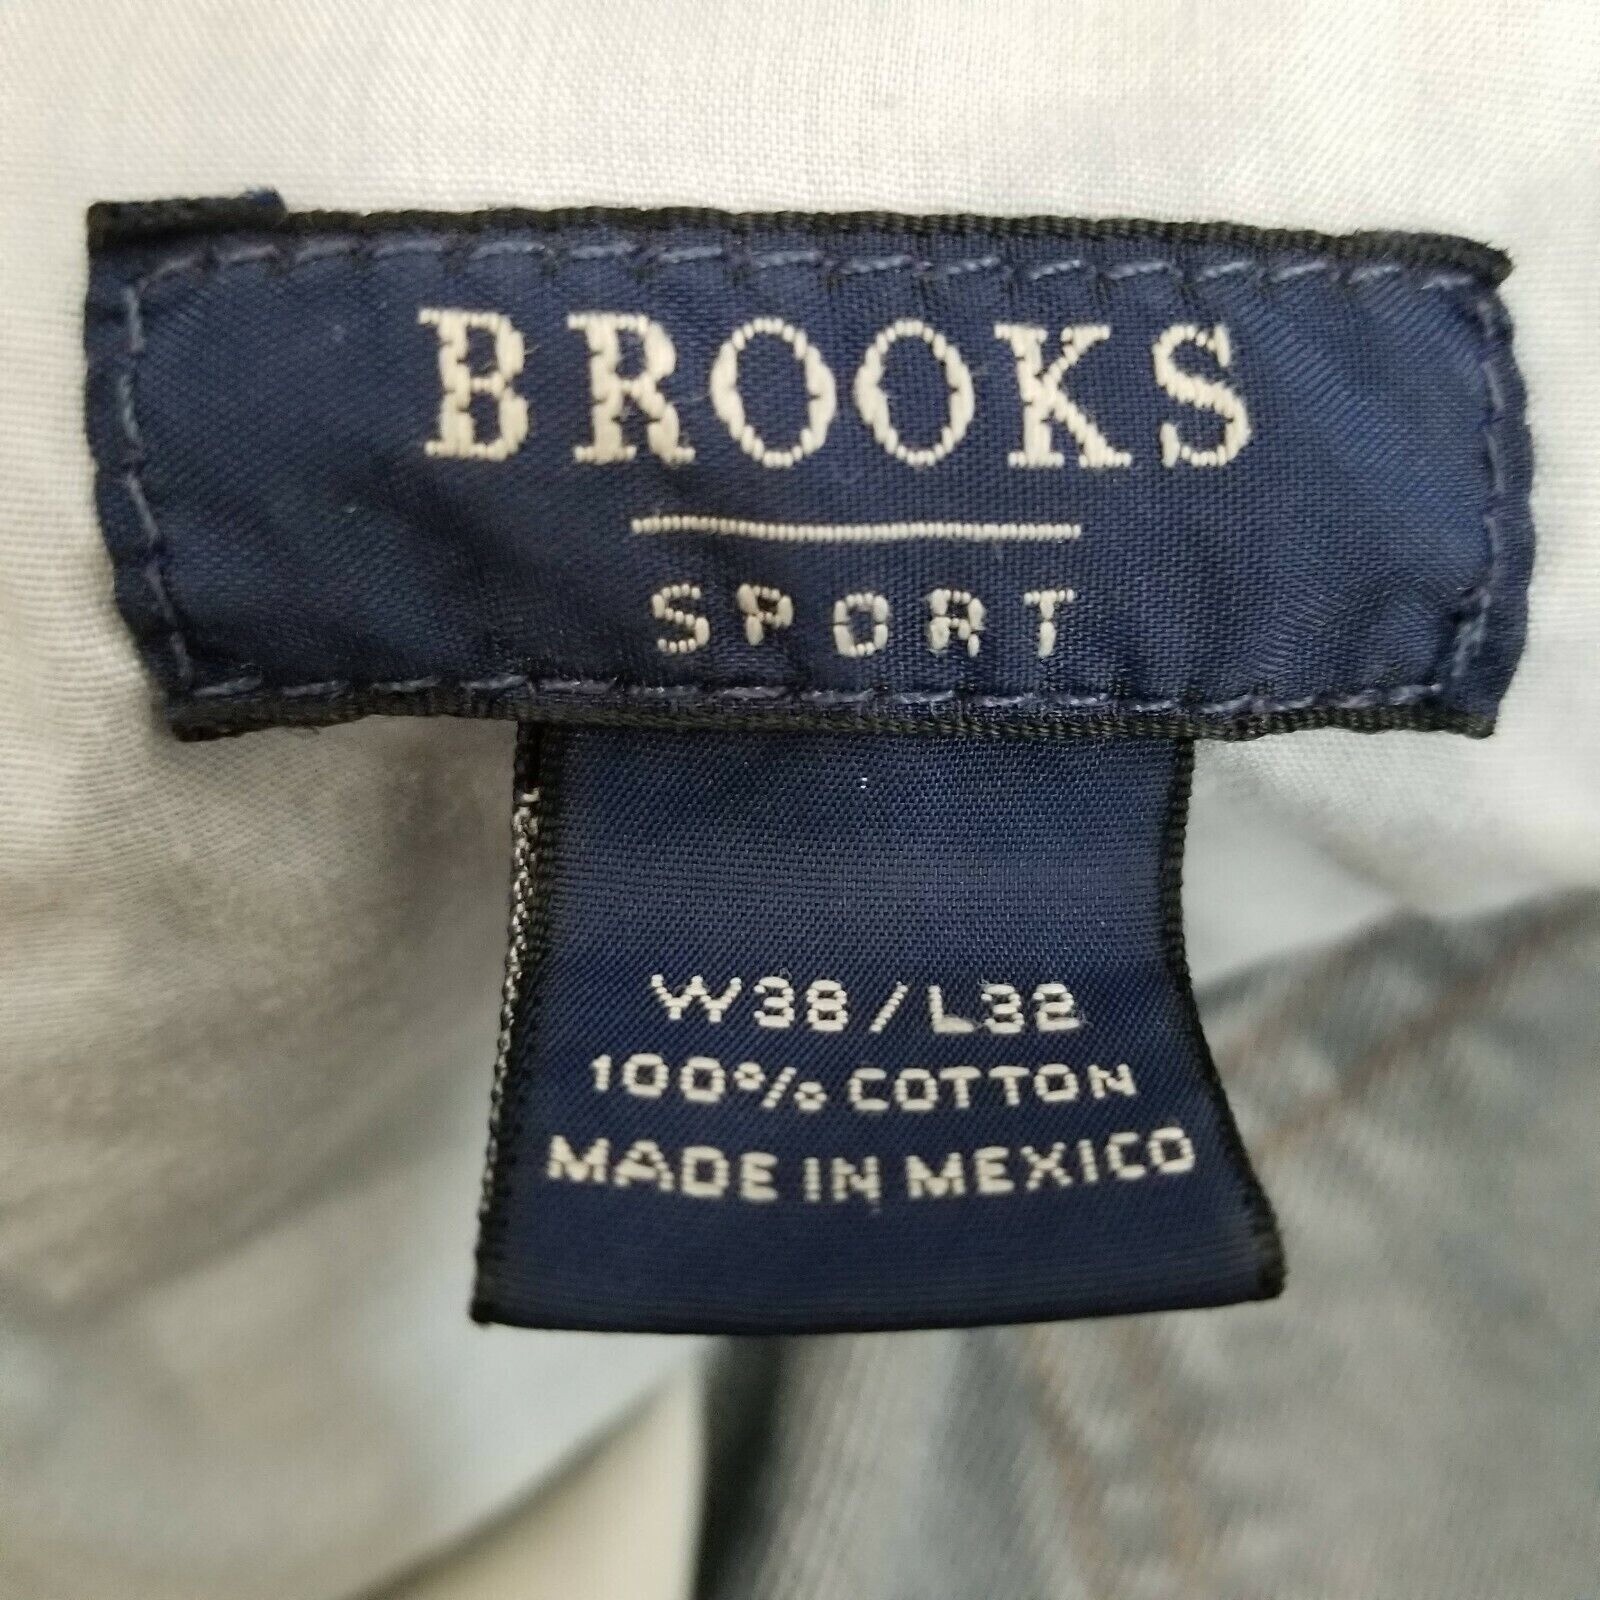 BROOKS
SPORT
W38/L32
100% COTTON
MADE IN MEXICO